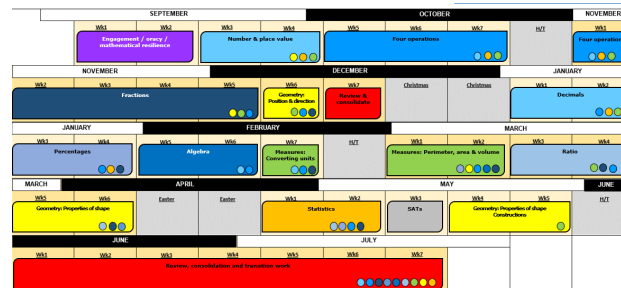 SEPTEMBER OCTOBER NOVEMBER
Wk1 Wk2 Wk3 Wk4 Wk5 Wk6 Wk7 H/T Wk1
Engagement / oracy /
mathematical resilience
Number & place value
Four operations
Four operation
NOVEMBER DECEMBER JANUARY
Wk2 Wk3 Wk4 Wk5 Wk6 Wk7 Christmas Christmas Wk1 Wk2
Fractions
Geometry:
Position & direction
Review &
consolidate
Decimals
JANUARY FEBRUARY MARCH
Wk3 Wk4 Wk5 Wk6 Wk7 H/T Wk1 Wk2 Wk3 Wk4
Percentages
Algebra
Measures:
Converting units
Measures: Perimeter, area & volume
Ratio
MARCH APRIL MAY JUNE
Wk5 Wk6 Easter Easter Wk1 Wk2 Wk3 Wk4 Wk5 H/T
Geometry: Properties of shape
Statistics
SATs
Geometry: Properties of shape
Constructions
JUNE JULY
Wk1 Wk2 Wk3 Wk4 Wk5 Wk6 Wk7
Review, consolidation and transition work